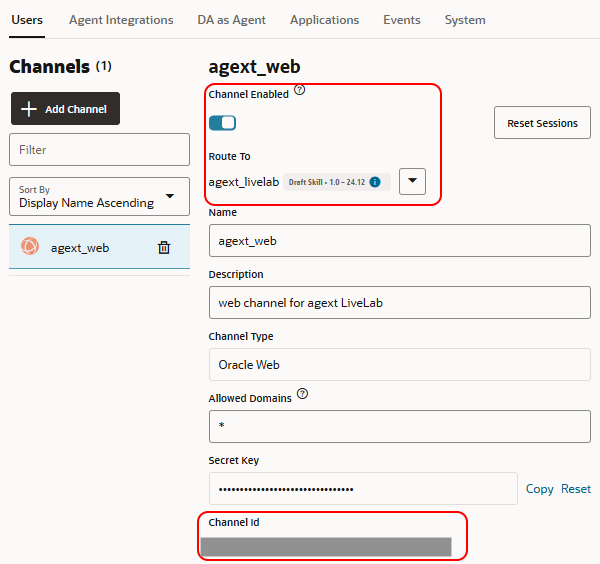 Users Agent Integrations DA as Agent Applications Events System
Channels (1)
Add Channel
Filter
Sort By
Display Name Ascending
agext_web
agext_web
Channel Enabled ?
Reset Sessions
Route To
agext_livelab Draft Skill • 1.0 – 24.12 i
Name
agext_web
Description
web channel for agext LiveLab
Channel Type
Oracle Web
Allowed Domains ?
*
Secret Key
•••••••••••••••••••••••••••••••• Copy Reset
Channel Id